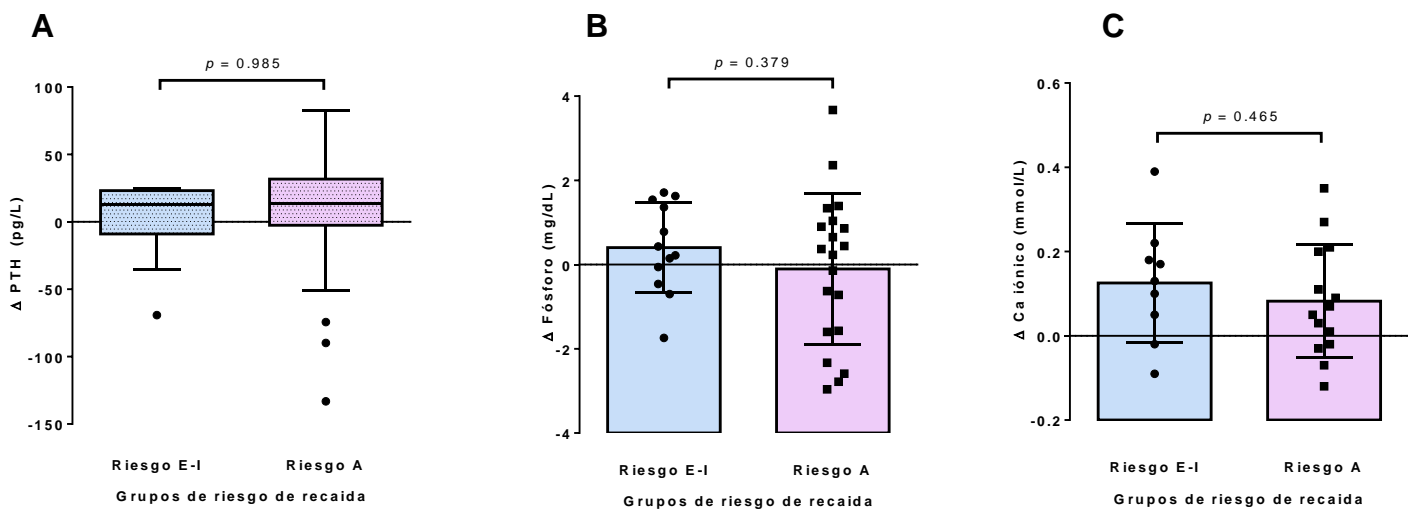 A
p = 0.985
100
50
0
-50
-100
-150
Δ PTH (pg/L)
Riesgo E-I
Riesgo A
Grupos de riesgo de recaida
B
p = 0.379
4
2
0
-2
-4
Δ Fósforo (mg/dL)
Riesgo E-I
Riesgo A
Grupos de riesgo de recaida
C
p = 0.465
0.6
0.4
0.2
0.0
-0.2
Δ Ca iónico (mmol/L)
Riesgo E-I
Riesgo A
Grupos de riesgo de recaida